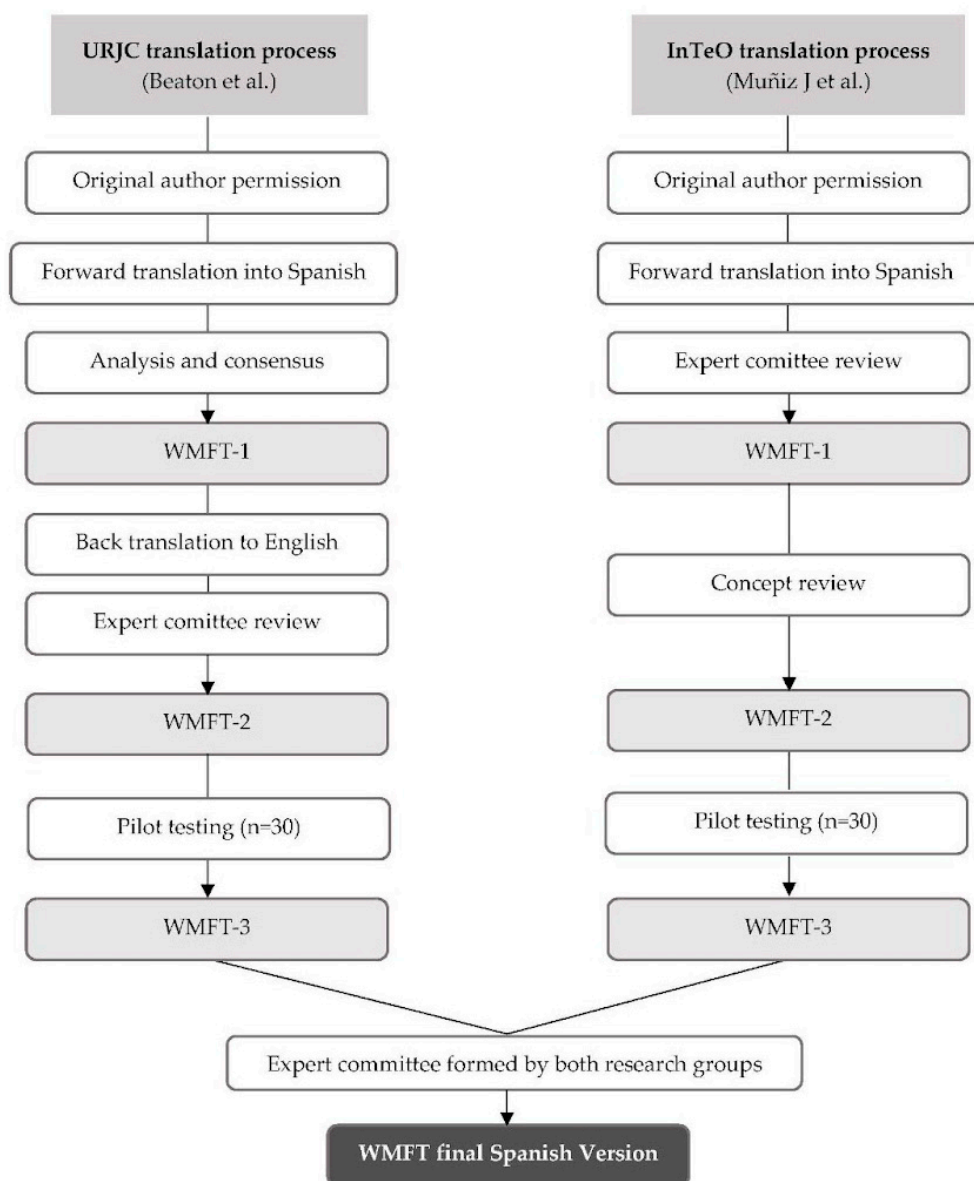 URJC translation process
(Beaton et al.)
Original author permission
Forward translation into Spanish
Analysis and consensus
WMFT-1
Back translation to English
Expert comittee review
WMFT-2
Pilot testing (n=30)
WMFT-3
InTeO translation process
(Muñiz J et al.)
Original author permission
Forward translation into Spanish
Expert comittee review
WMFT-1
Concept review
WMFT-2
Pilot testing (n=30)
WMFT-3
Expert committee formed by both research groups
WMFT final Spanish Version